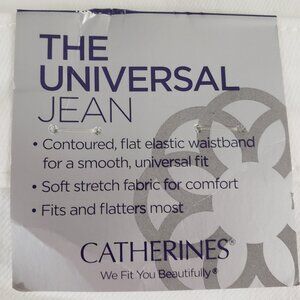 THE
UNIVERSAL
JEAN
• Contoured, flat elastic waistband
for a smooth, universal fit
• Soft stretch fabric for comfort
• Fits and flatters most
CATHERINES®
We Fit You Beautifully®